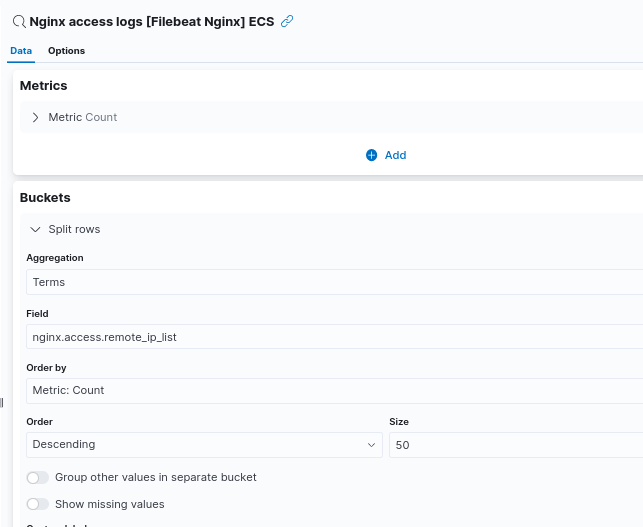 Nginx access logs [Filebeat Nginx] ECS
Data Options
Metrics
Metric Count
Add
Buckets
Split rows
Aggregation
Terms
Field
nginx.access.remote_ip_list
Order by
Metric: Count
Order Size
Descending 50
Group other values in separate bucket
Show missing values